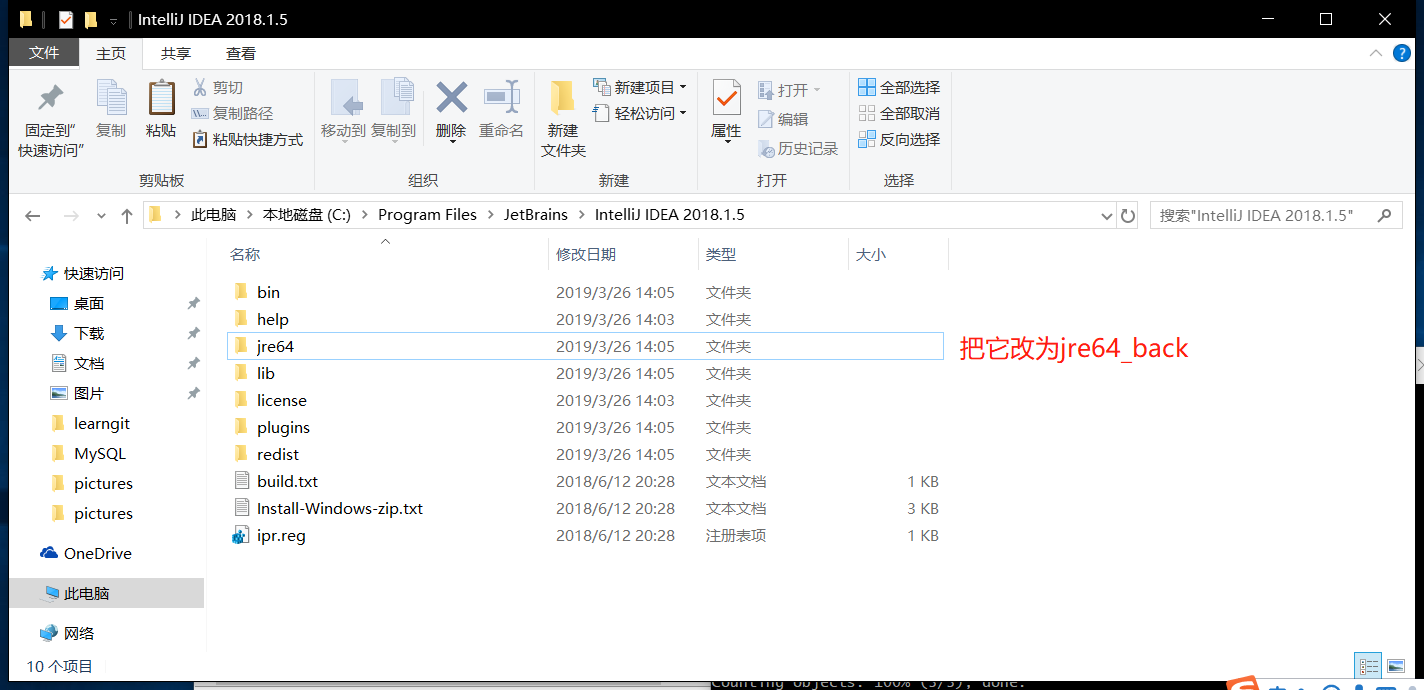 IntelliJ IDEA 2018.1.5
文件 主页 共享 查看
固定到"快速访问"
复制
粘贴
剪切
复制路径
粘贴快捷方式
剪贴板
移动到
复制到
删除
重命名
组织
新建文件夹
新建项目
轻松访问
新建
属性
打开
编辑
历史记录
打开
全部选择
全部取消
反向选择
选择
此电脑 > 本地磁盘 (C:) > Program Files > JetBrains > IntelliJ IDEA 2018.1.5
搜索"IntelliJ IDEA 2018.1.5"
快速访问
桌面
下载
文档
图片
learngit
MySQL
pictures
pictures
OneDrive
此电脑
网络
名称 修改日期 类型 大小
bin 2019/3/26 14:05 文件夹
help 2019/3/26 14:03 文件夹
jre64 2019/3/26 14:05 文件夹 把它改为jre64_back
lib 2019/3/26 14:05 文件夹
license 2019/3/26 14:03 文件夹
plugins 2019/3/26 14:05 文件夹
redist 2019/3/26 14:05 文件夹
build.txt 2018/6/12 20:28 文本文档 1 KB
Install-Windows-zip.txt 2018/6/12 20:28 文本文档 3 KB
ipr.reg 2018/6/12 20:28 注册表项 1 KB
10 个项目
Counting objects: 100% (3/3), done.